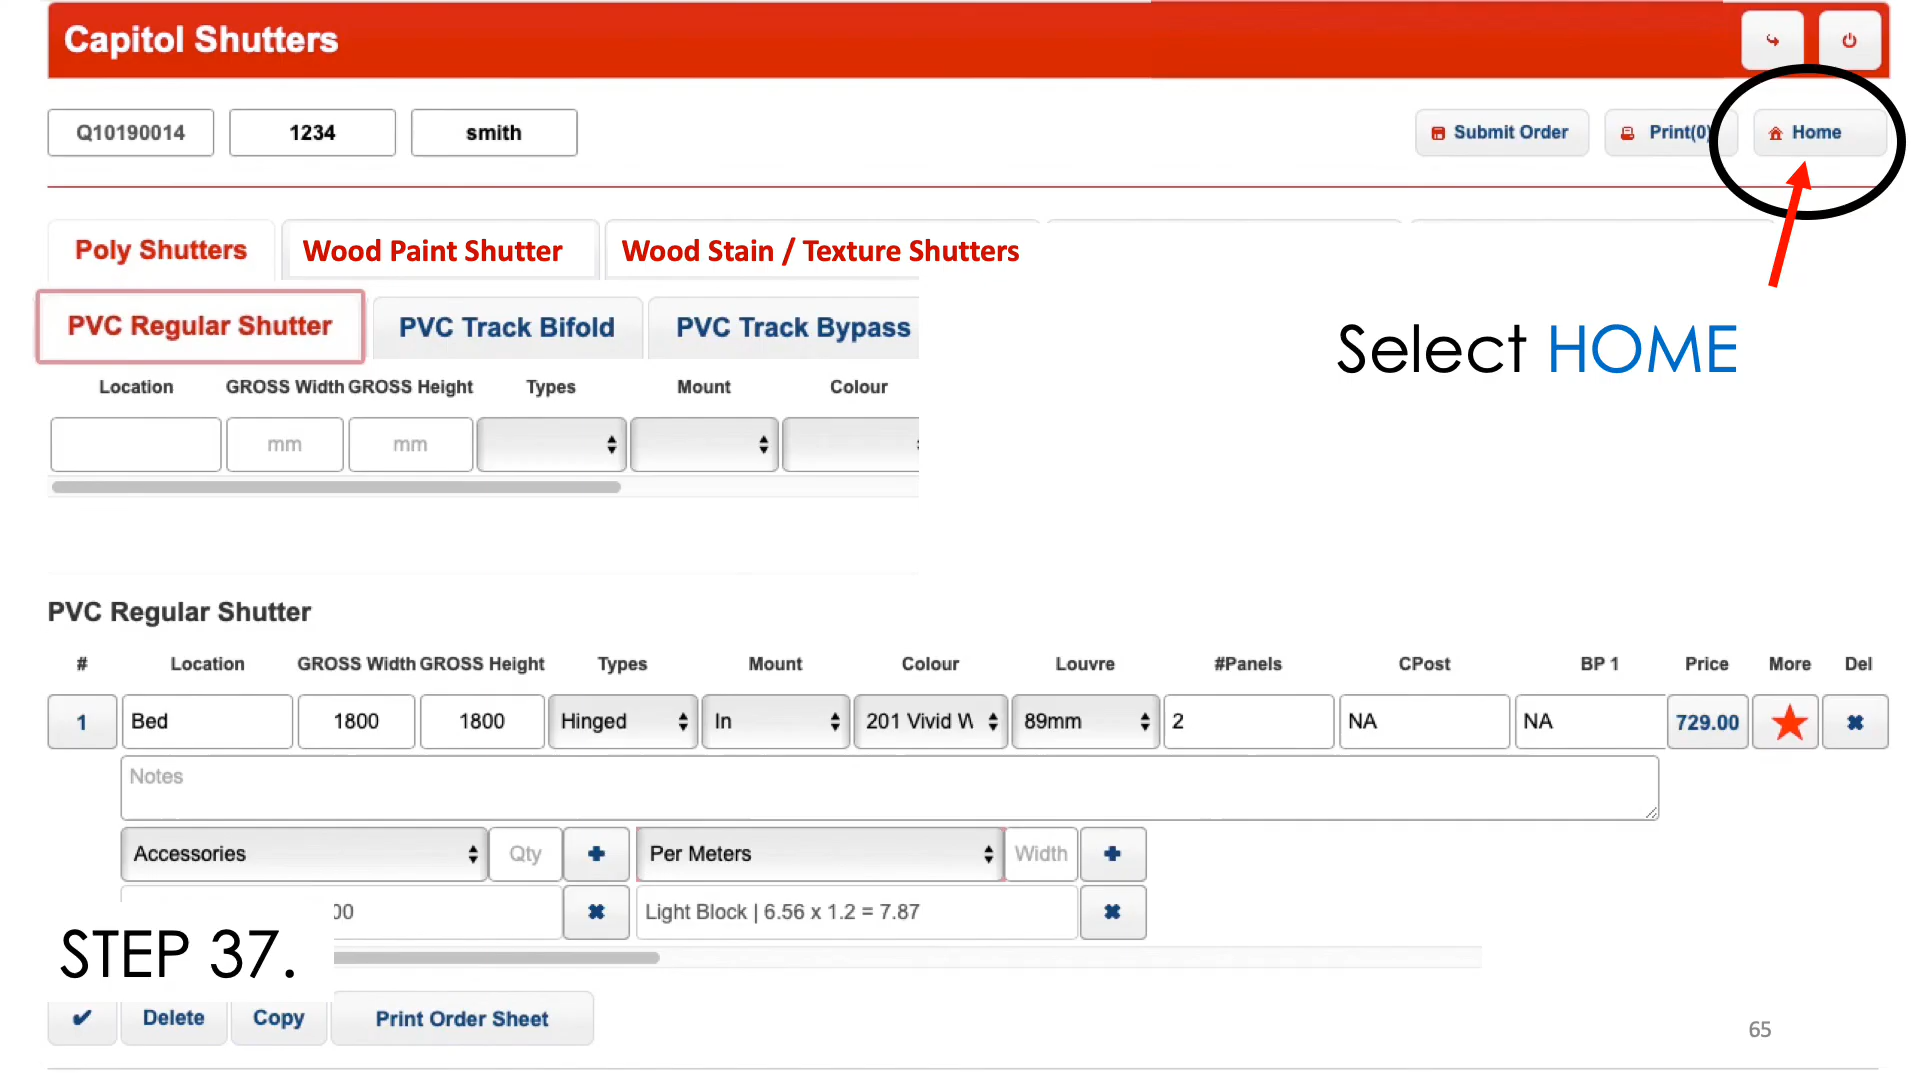 Capitol Shutters
Q10190014 1234 smith Submit Order Print(0) Home
Poly Shutters Wood Paint Shutter Wood Stain / Texture Shutters
PVC Regular Shutter PVC Track Bifold PVC Track Bypass
Select HOME
Location GROSS Width GROSS Height Types Mount Colour
mm mm
PVC Regular Shutter
# Location GROSS Width GROSS Height Types Mount Colour Louvre #Panels CPost BP 1 Price More Del
1 Bed 1800 1800 Hinged In 201 Vivid W 89mm 2 NA NA 729.00
Notes
Accessories Qty Per Meters Width
00 Light Block | 6.56 x 1.2 = 7.87
STEP 37.
Delete Copy Print Order Sheet
65